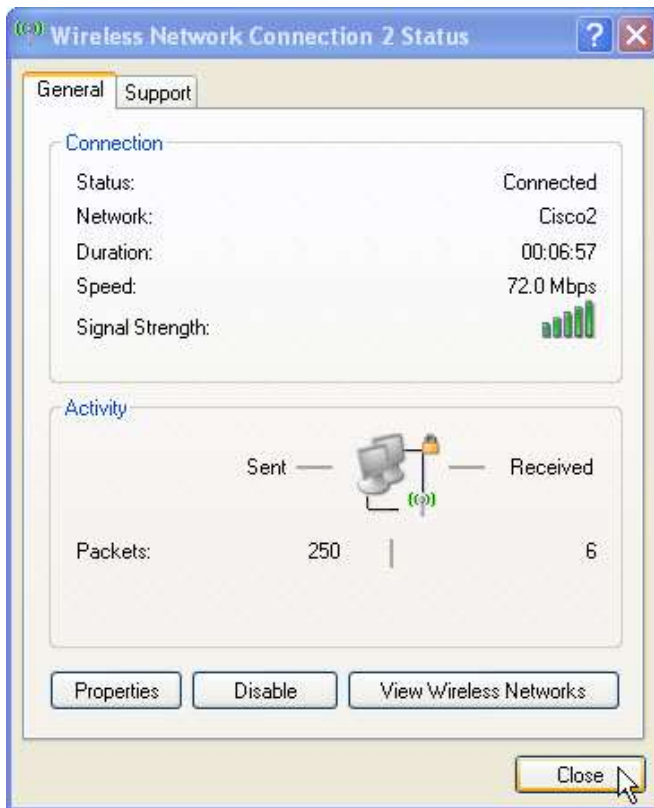 Wireless Network Connection 2 Status
General Support
Connection
Status: Connected
Network: Cisco2
Duration: 00:06:57
Speed: 72.0 Mbps
Signal Strength:
Activity
Sent Received
Packets: 250 6
Properties Disable View Wireless Networks
Close